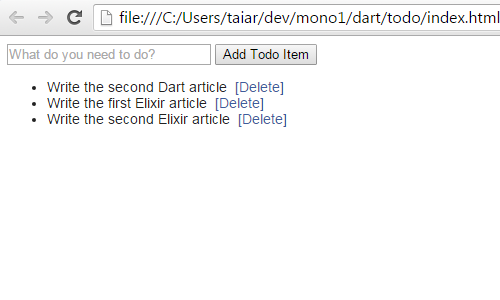 file:///C:/Users/taiar/dev/mono1/dart/todo/index.html
What do you need to do? Add Todo Item
• Write the second Dart article [Delete]
• Write the first Elixir article [Delete]
• Write the second Elixir article [Delete]